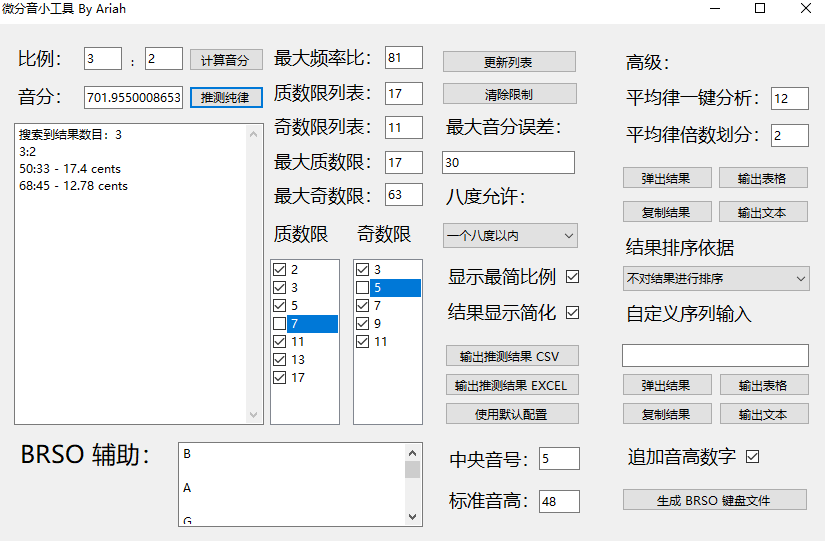 微分音小工具 By Ariah
比例： 3 ： 2 计算音分
音分： 701.9550008653 推测纯律
搜索到结果数目：3
3:2
50:33 - 17.4 cents
68:45 - 12.78 cents
最大频率比： 81
质数限列表： 17
奇数限列表： 11
最大质数限： 17
最大奇数限： 63
质数限 奇数限
2
3
5
7
11
13
17
3
5
7
9
11
更新列表
清除限制
最大音分误差：
30
八度允许：
一个八度以内
显示最简比例
结果显示简化
输出推测结果 CSV
输出推测结果 EXCEL
使用默认配置
高级：
平均律一键分析： 12
平均律倍数划分： 2
弹出结果 输出表格
复制结果 输出文本
结果排序依据
不对结果进行排序
自定义序列输入
弹出结果 输出表格
复制结果 输出文本
BRSO 辅助：
B
A
G
中央音号： 5
标准音高： 48
追加音高数字
生成 BRSO 键盘文件